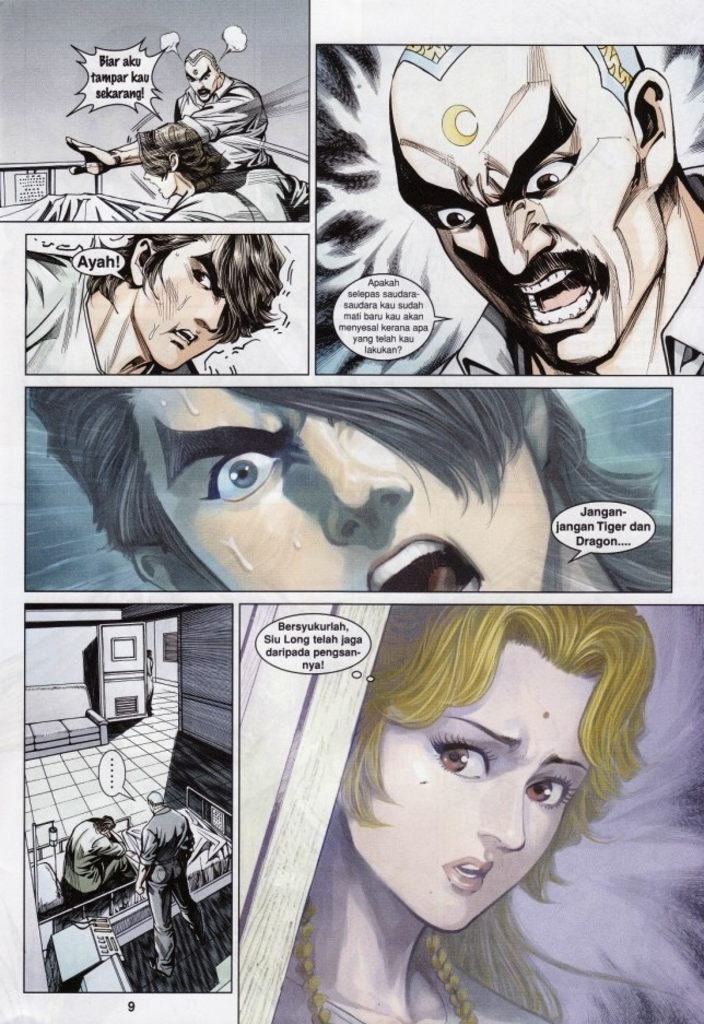 Biar aku
tampar kau
sekarang!
Apakah
selepas saudara-
saudara kau sudah
mati baru kau akan
menyesal kerana apa
yang telah kau
lakukan?
Ayah!
Jangan-
jangan Tiger dan
Dragon....
Bersyukurlah,
Siu Long telah jaga
daripada pengsan-
nya!
......
9